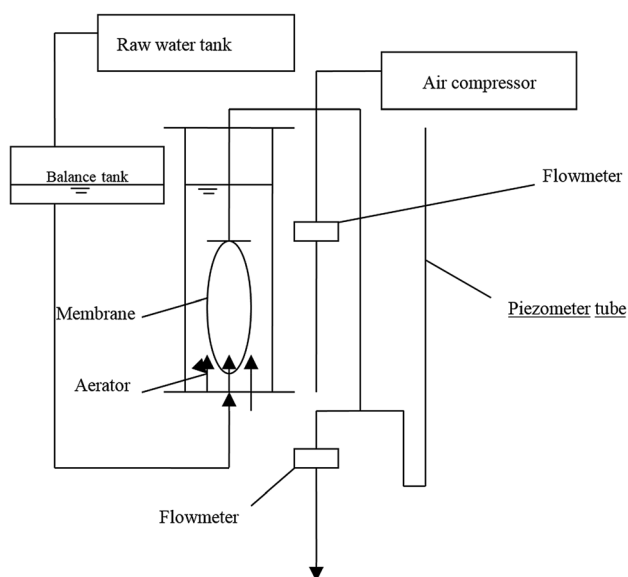 Raw water tank
Air compressor
Balance tank
Flowmeter
Membrane
Piezometer tube
Aerator
Flowmeter